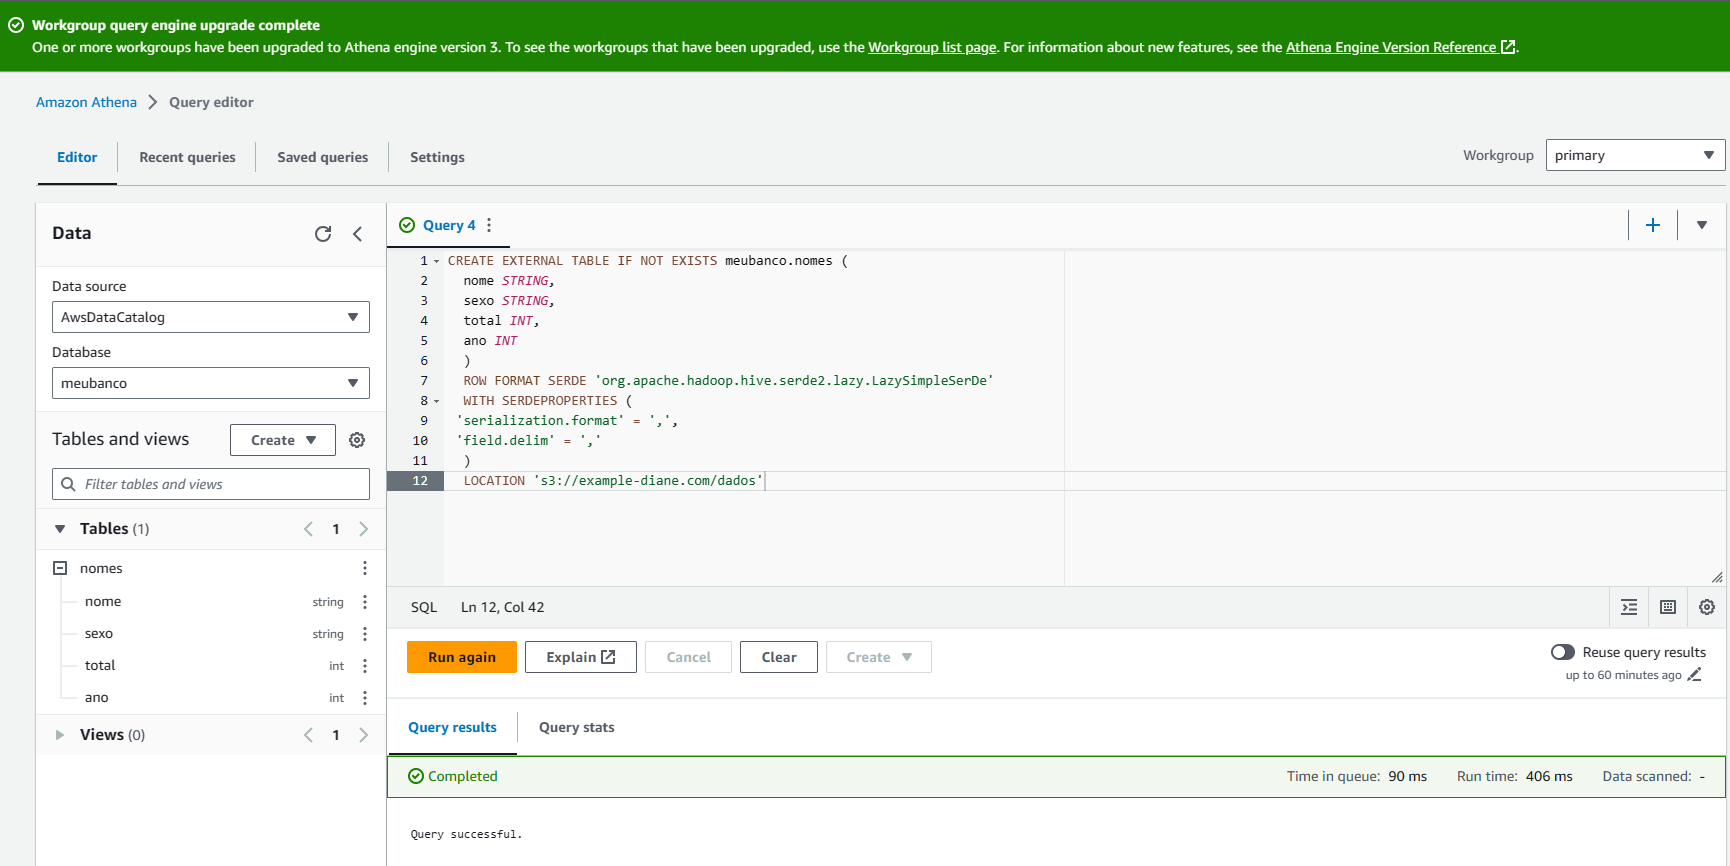 Workgroup query engine upgrade complete
One or more workgroups have been upgraded to Athena engine version 3. To see the workgroups that have been upgraded, use the Workgroup list page. For information about new features, see the Athena Engine Version Reference.
Amazon Athena > Query editor
Editor
Recent queries
Saved queries
Settings
Workgroup
primary
Data
Data source
AwsDataCatalog
Database
meubanco
Tables and views
Create
Filter tables and views
Tables (1)
1
nomes
nome string
sexo string
total int
ano int
Views (0)
1
Query 4
1 CREATE EXTERNAL TABLE IF NOT EXISTS meubanco.nomes (
2 nome STRING,
3 sexo STRING,
4 total INT,
5 ano INT
6 )
7 ROW FORMAT SERDE 'org.apache.hadoop.hive.serde2.lazy.LazySimpleSerDe'
8 WITH SERDEPROPERTIES (
9 'serialization.format' = ',',
10 'field.delim' = ','
11 )
12 LOCATION 's3://example-diane.com/dados'
SQL Ln 12, Col 42
Run again
Explain
Cancel
Clear
Create
Reuse query results
up to 60 minutes ago
Query results
Query stats
Completed
Time in queue: 90 ms Run time: 406 ms Data scanned: -
Query successful.